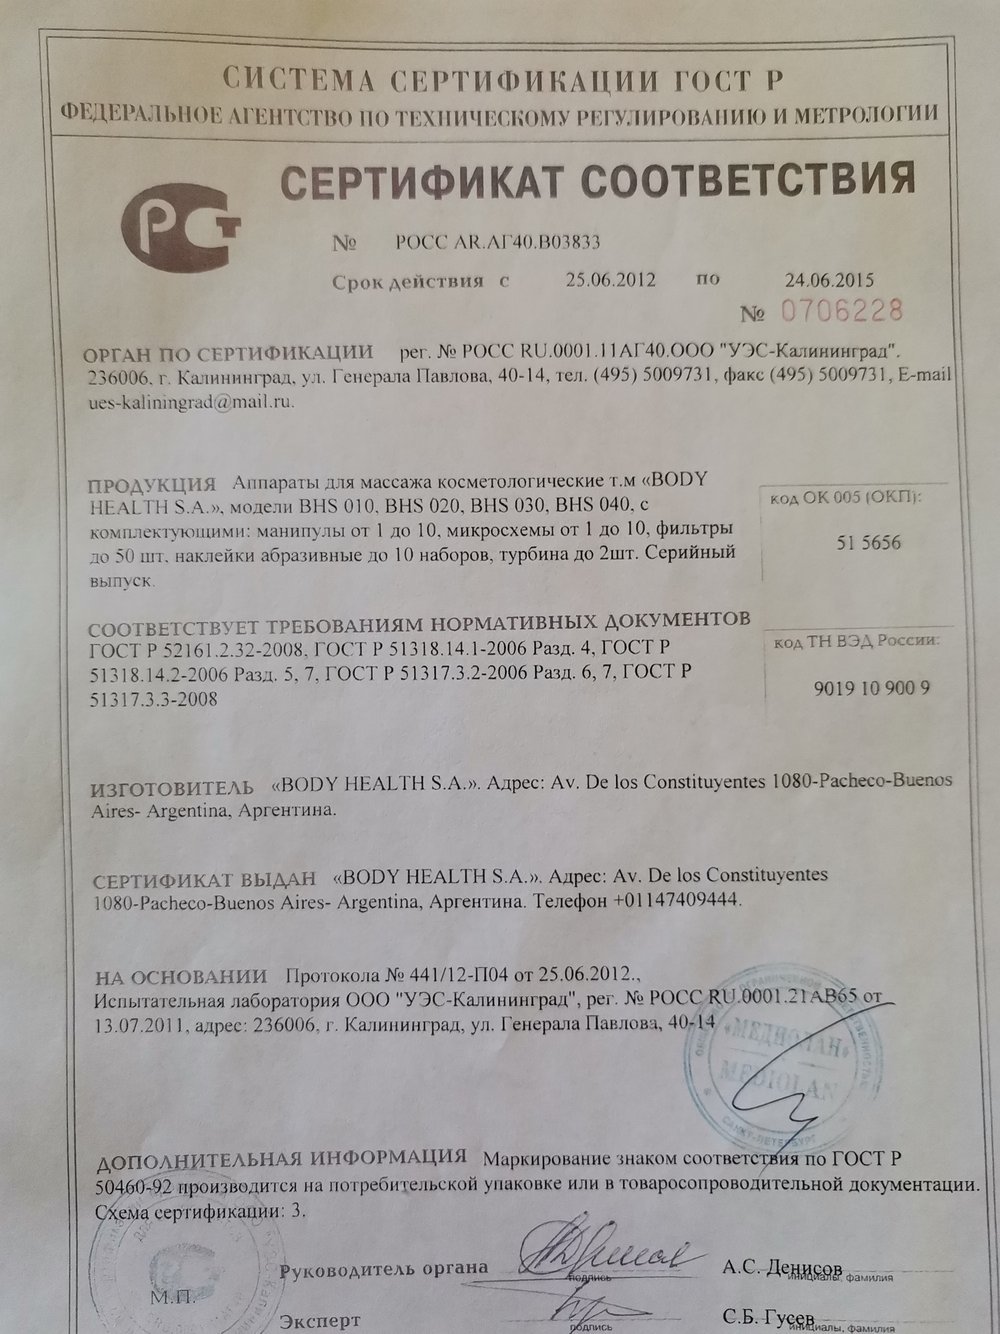 СИСТЕМА СЕРТИФИКАЦИИ ГОСТ Р
ФЕДЕРАЛЬНОЕ АГЕНТСТВО ПО ТЕХНИЧЕСКОМУ РЕГУЛИРОВАНИЮ И МЕТРОЛОГИИ
СЕРТИФИКАТ СООТВЕТСТВИЯ
№ РОСС AR.АГ40.В03833
Срок действия с 25.06.2012 по 24.06.2015
№ 0706228
ОРГАН ПО СЕРТИФИКАЦИИ рег. № РОСС RU.0001.11АГ40.ООО "УЭС-Калининград".
236006, г. Калининград, ул. Генерала Павлова, 40-14, тел. (495) 5009731, факс (495) 5009731, E-mail
ues-kaliningrad@mail.ru.
ПРОДУКЦИЯ Аппараты для массажа косметологические т.м «BODY
HEALTH S.A.», модели BHS 010, BHS 020, BHS 030, BHS 040, с
комплектующими: манипулы от 1 до 10, микросхемы от 1 до 10, фильтры
до 50 шт, наклейки абразивные до 10 наборов, турбина до 2шт. Серийный
выпуск.
код ОК 005 (ОКП):
51 5656
СООТВЕТСТВУЕТ ТРЕБОВАНИЯМ НОРМАТИВНЫХ ДОКУМЕНТОВ
ГОСТ Р 52161.2.32-2008, ГОСТ Р 51318.14.1-2006 Разд. 4, ГОСТ Р
51318.14.2-2006 Разд. 5, 7, ГОСТ Р 51317.3.2-2006 Разд. 6, 7, ГОСТ Р
51317.3.3-2008
код ТН ВЭД России:
9019 10 900 9
ИЗГОТОВИТЕЛЬ «BODY HEALTH S.A.». Адрес: Av. De los Constituyentes 1080-Pacheco-Buenos
Aires- Argentina, Аргентина.
СЕРТИФИКАТ ВЫДАН «BODY HEALTH S.A.». Адрес: Av. De los Constituyentes
1080-Pacheco-Buenos Aires- Argentina, Аргентина. Телефон +01147409444.
НА ОСНОВАНИИ Протокола № 441/12-П04 от 25.06.2012.,
Испытательная лаборатория ООО "УЭС-Калининград", рег. № РОСС RU.0001.21АВ65 от
13.07.2011, адрес: 236006, г. Калининград, ул. Генерала Павлова, 40-14
«МЕДИОЛАН»
MEDIOLAN
САНКТ-ПЕТЕРБУРГ
ДОПОЛНИТЕЛЬНАЯ ИНФОРМАЦИЯ Маркирование знаком соответствия по ГОСТ Р
50460-92 производится на потребительской упаковке или в товаросопроводительной документации.
Схема сертификации: 3.
М.П.
Руководитель органа
подпись
А.С. Денисов
инициалы, фамилия
Эксперт
подпись
С.Б. Гусев
инициалы, фамилия